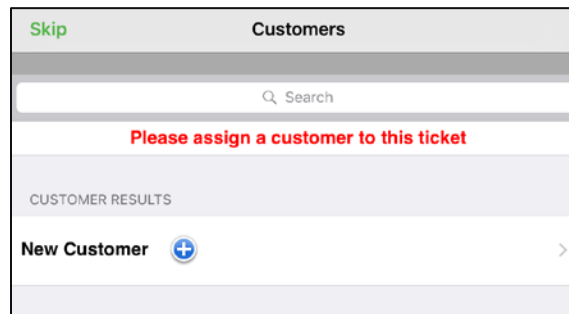 Skip Customers
Search
Please assign a customer to this ticket
CUSTOMER RESULTS
New Customer